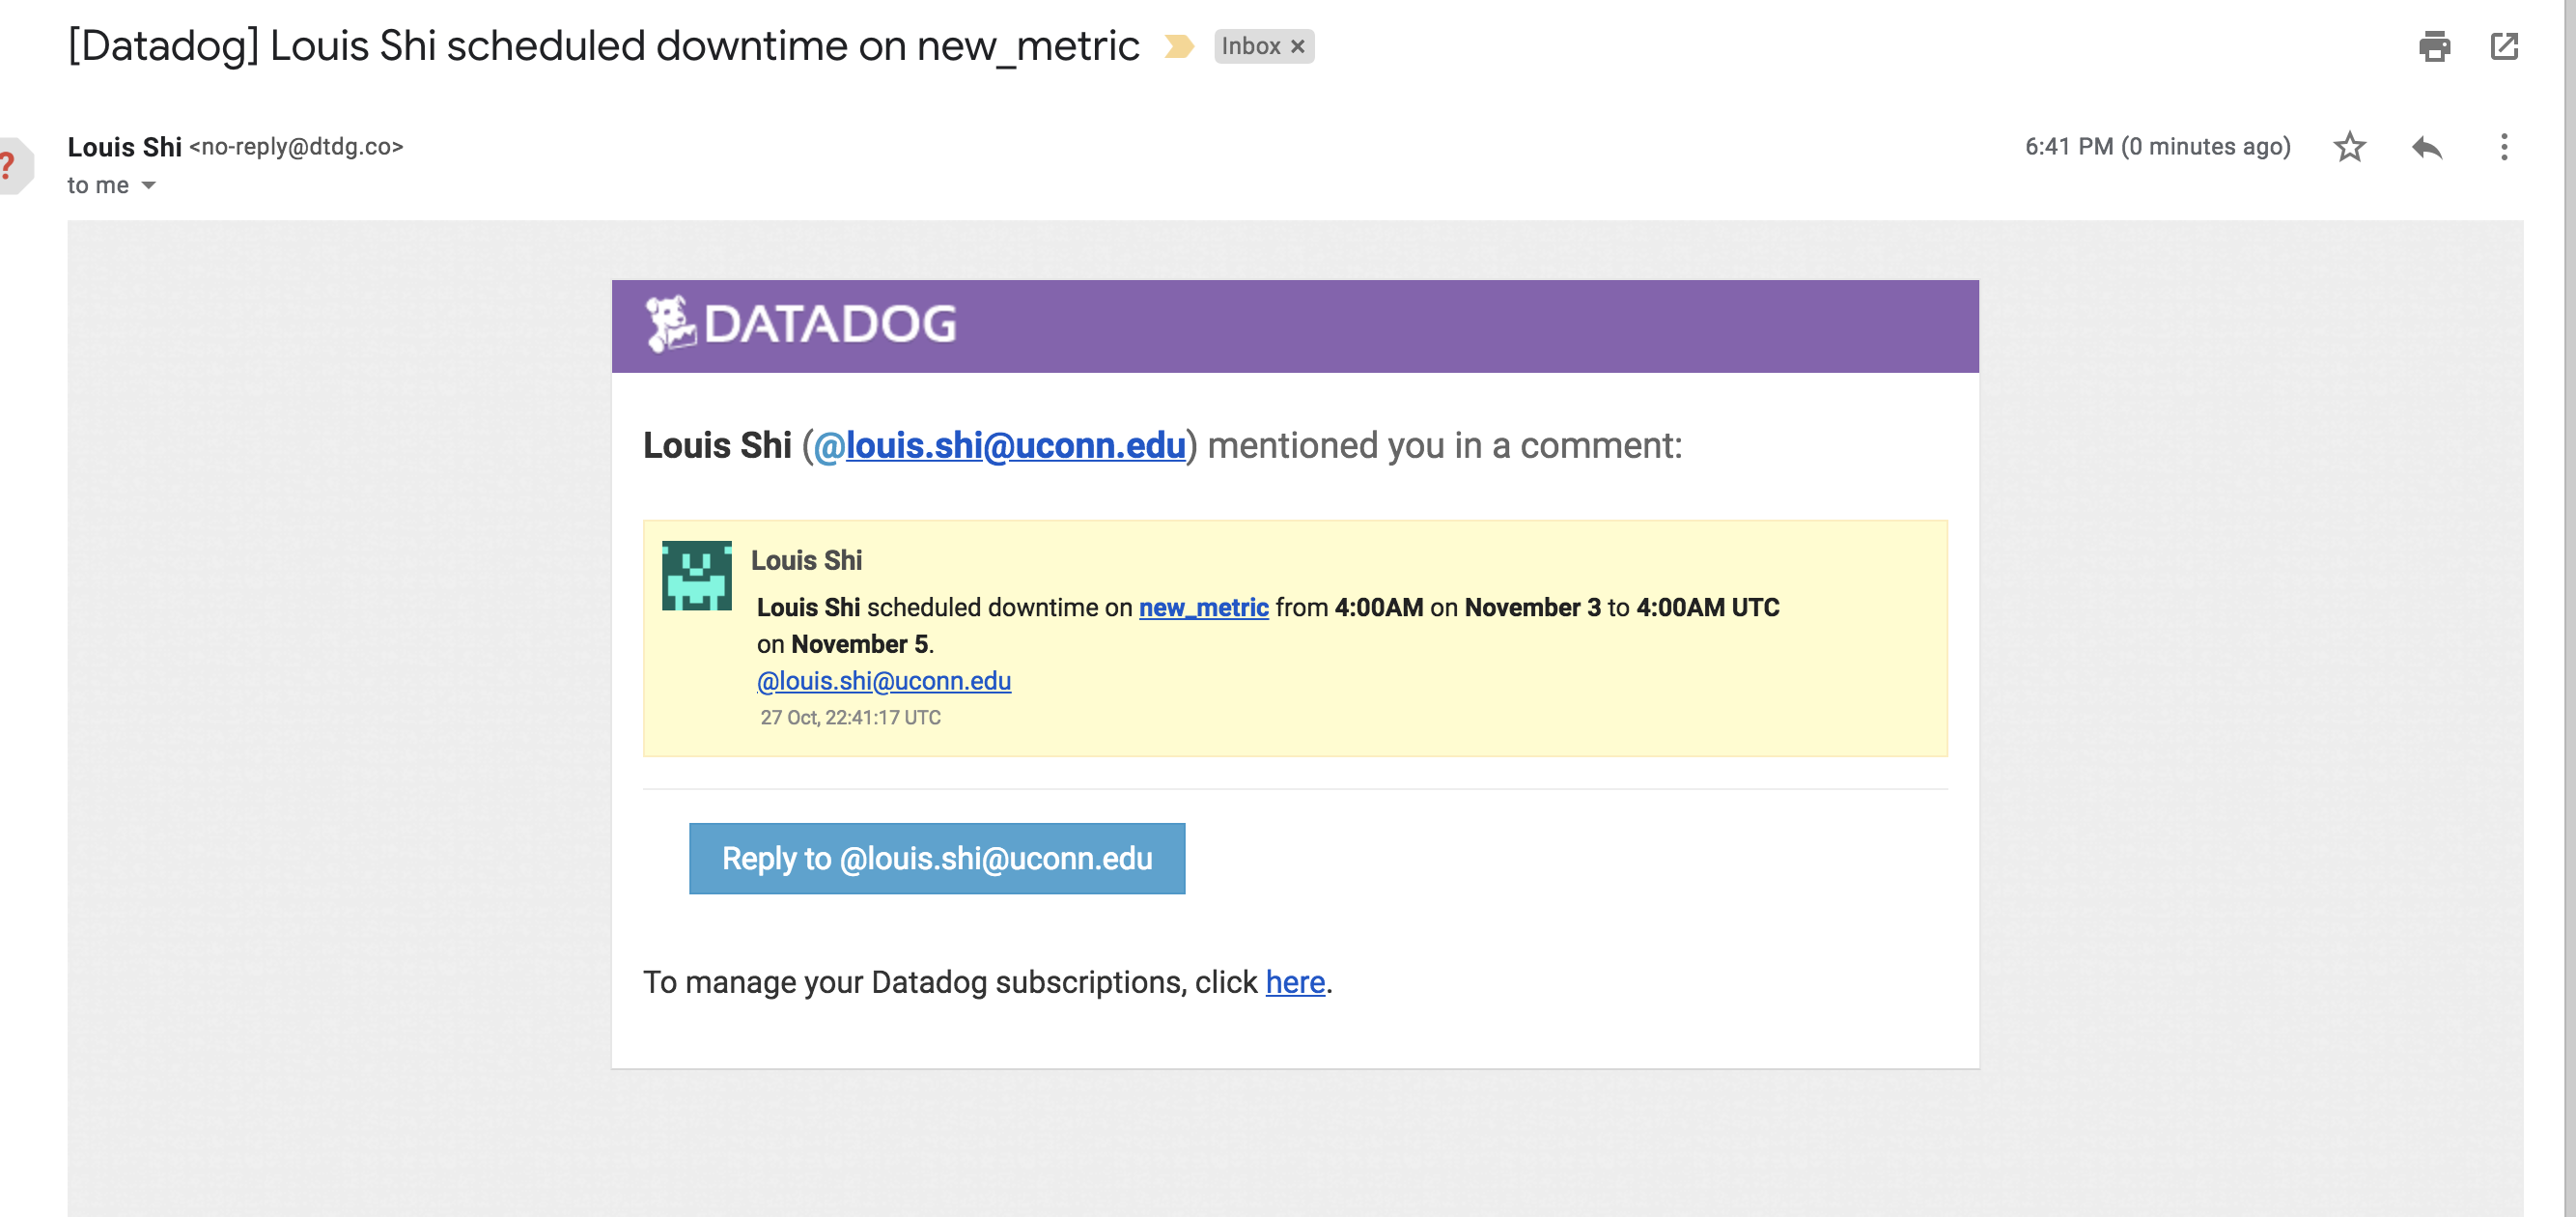 [Datadog] Louis Shi scheduled downtime on new_metric Inbox ×
?
Louis Shi <no-reply@dtdg.co> 6:41 PM (0 minutes ago)
to me
DATADOG
Louis Shi (@louis.shi@uconn.edu) mentioned you in a comment:
Louis Shi
Louis Shi scheduled downtime on new_metric from 4:00AM on November 3 to 4:00AM UTC
on November 5.
@louis.shi@uconn.edu
27 Oct, 22:41:17 UTC
Reply to @louis.shi@uconn.edu
To manage your Datadog subscriptions, click here.